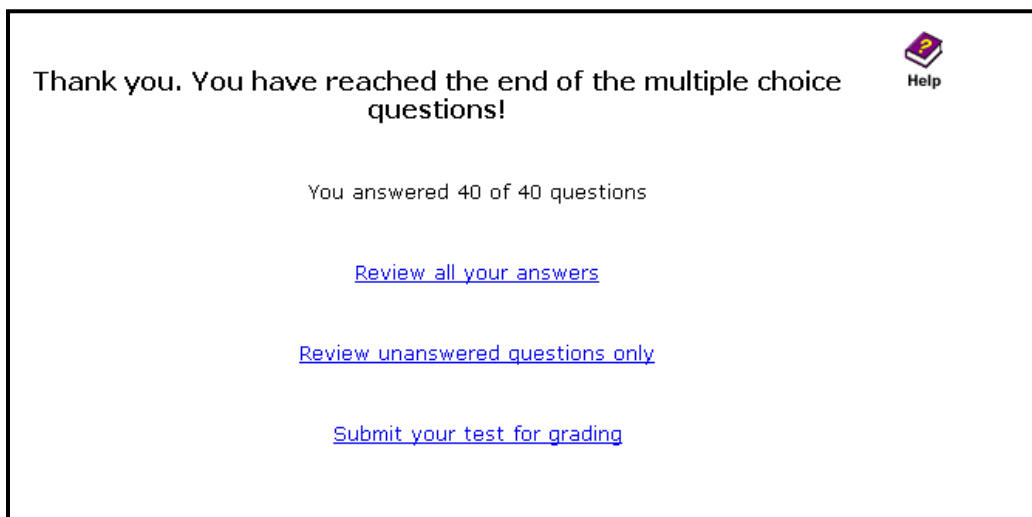 Help
Thank you. You have reached the end of the multiple choice
questions!
You answered 40 of 40 questions
Review all your answers
Review unanswered questions only
Submit your test for grading